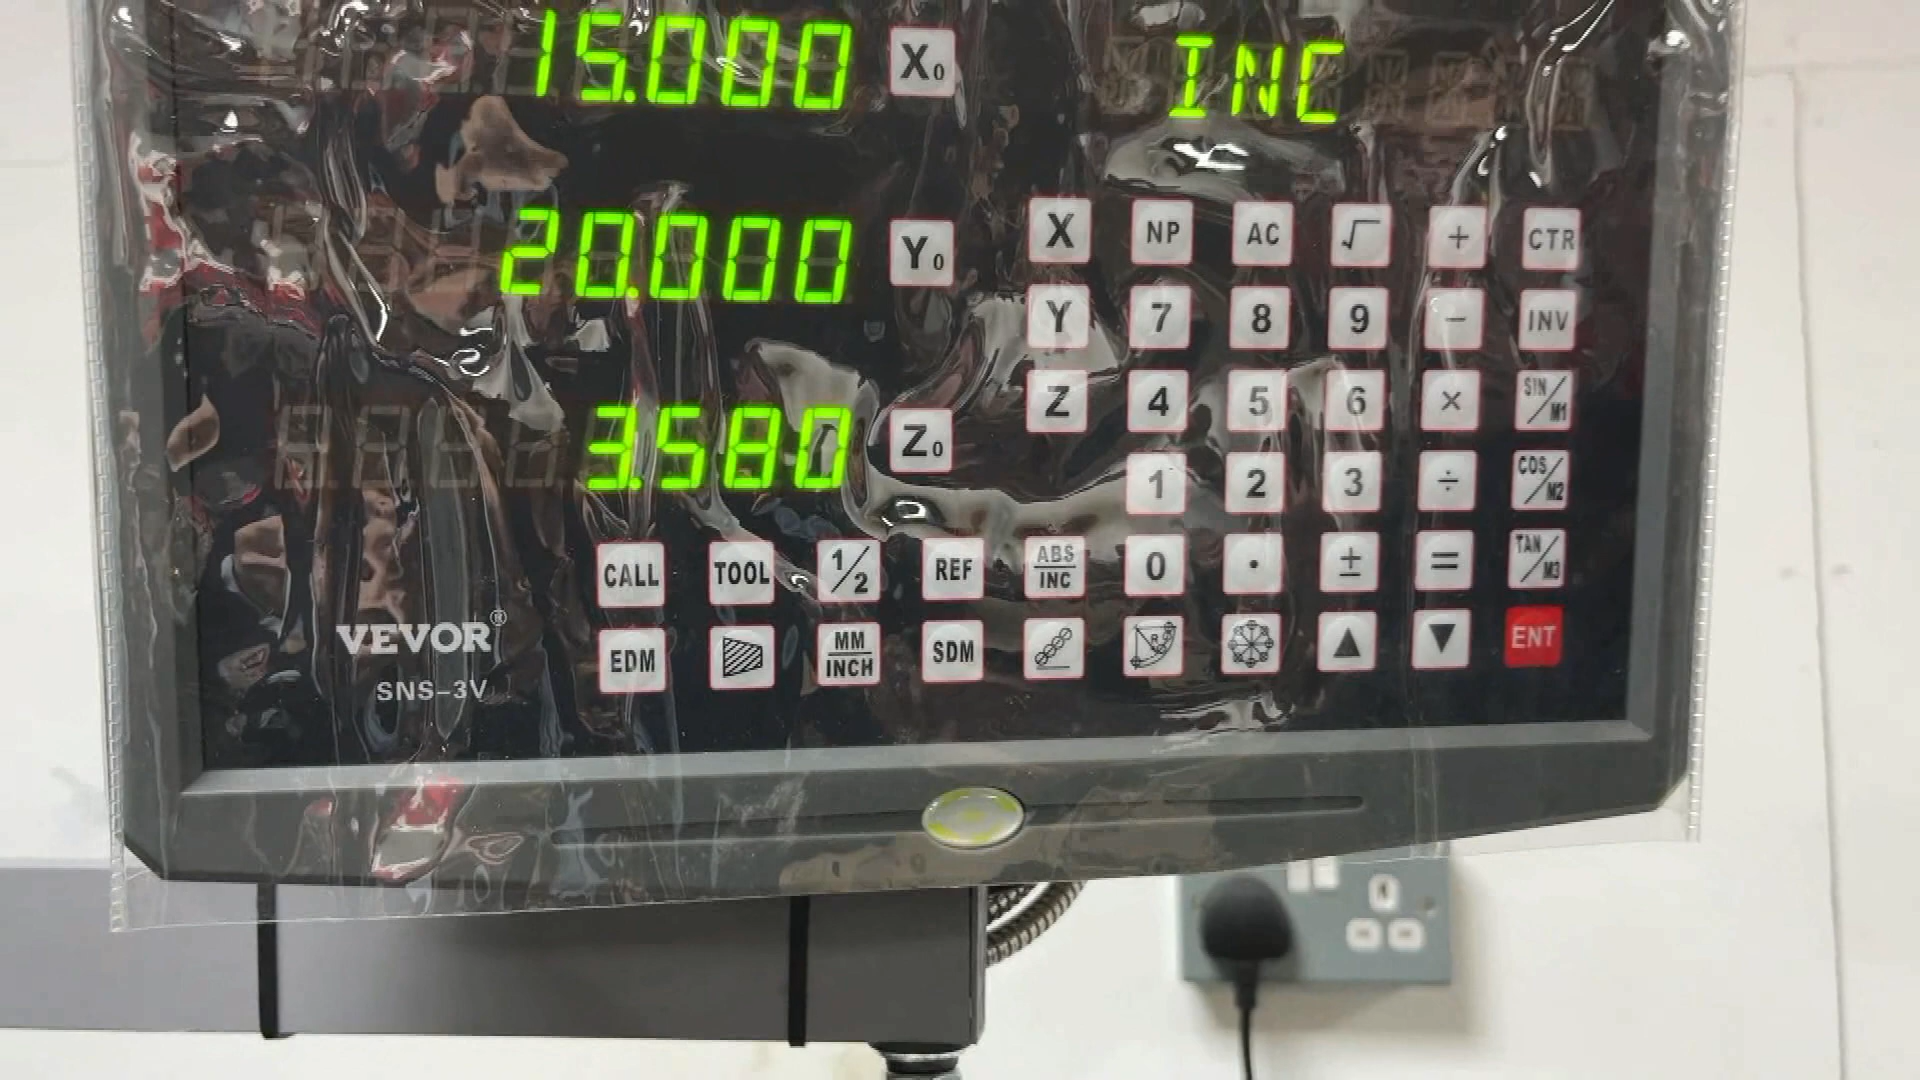 15.000 X0 INC
20.000 Y0 X NP AC √ + CTR
Y 7 8 9 − INV
3.580 Z0 Z 4 5 6 × SIN/M1
1 2 3 ÷ COS/M2
CALL TOOL 1/2 REF ABS/INC 0 . ± = TAN/M3
VEVOR® EDM MM/INCH SDM R ▲ ▼ ENT
SNS-3V